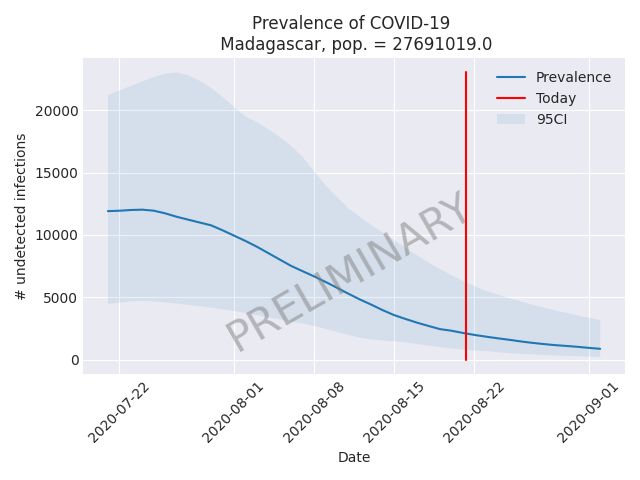 Prevalence of COVID-19
Madagascar, pop. = 27691019.0
Prevalence
Today
95CI
# undetected infections
20000
15000
10000
5000
0
PRELIMINARY
2020-07-22
2020-08-01
2020-08-08
2020-08-15
2020-08-22
2020-09-01
Date